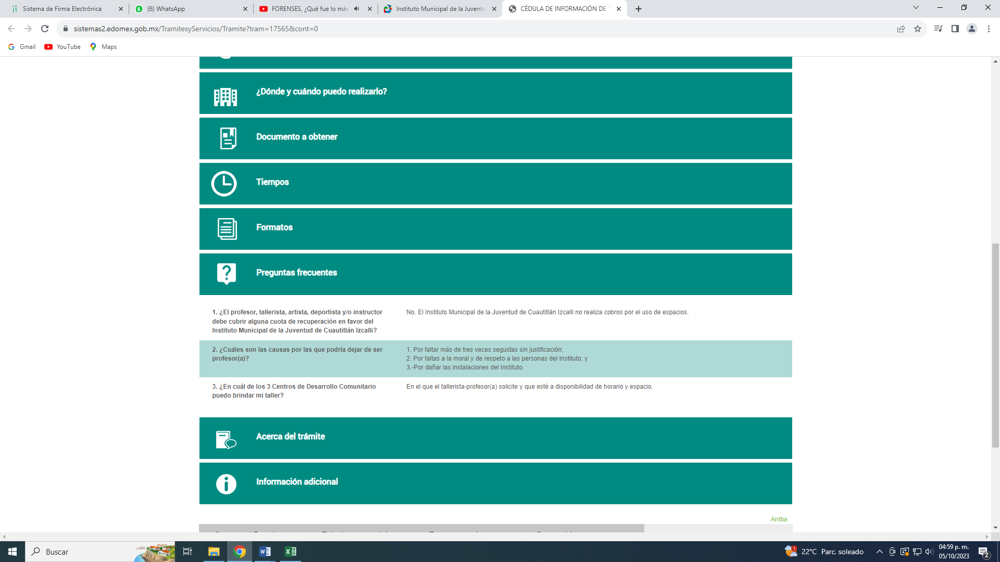 Sistema de Firma Electrónica
(6) WhatsApp
FORENSES, ¿Qué fue lo más
Instituto Municipal de la Juventu
CÉDULA DE INFORMACIÓN DE T
sistemas2.edomex.gob.mx/TramitesyServicios/Tramite?tram=17565&cont=0
Gmail
YouTube
Maps
¿Dónde y cuándo puedo realizarlo?
Documento a obtener
Tiempos
Formatos
Preguntas frecuentes
1. ¿El profesor, tallerista, artista, deportista y/o instructor
debe cubrir alguna cuota de recuperación en favor del
Instituto Municipal de la Juventud de Cuautitlán Izcalli?
No. El Instituto Municipal de la Juventud de Cuautitlán Izcalli no realiza cobros por el uso de espacios.
2. ¿Cuáles son las causas por las que podría dejar de ser
profesor(a)?
1. Por faltar más de tres veces seguidas sin justificación;
2. Por faltas a la moral y de respeto a las personas del Instituto; y
3.-Por dañar las instalaciones del Instituto.
3. ¿En cuál de los 3 Centros de Desarrollo Comunitario
puedo brindar mi taller?
En el que el tallerista-profesor(a) solicite y que esté a disponibilidad de horario y espacio.
Acerca del trámite
Información adicional
Arriba
Buscar
22°C Parc. soleado
04:59 p. m.
05/10/2023
2